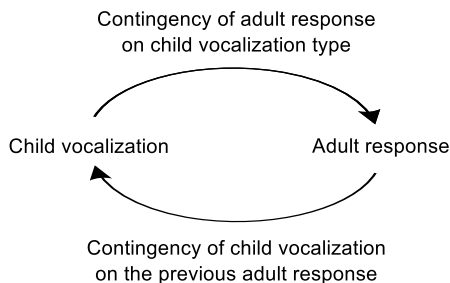 Contingency of adult response
on child vocalization type
Child vocalization
Adult response
Contingency of child vocalization
on the previous adult response